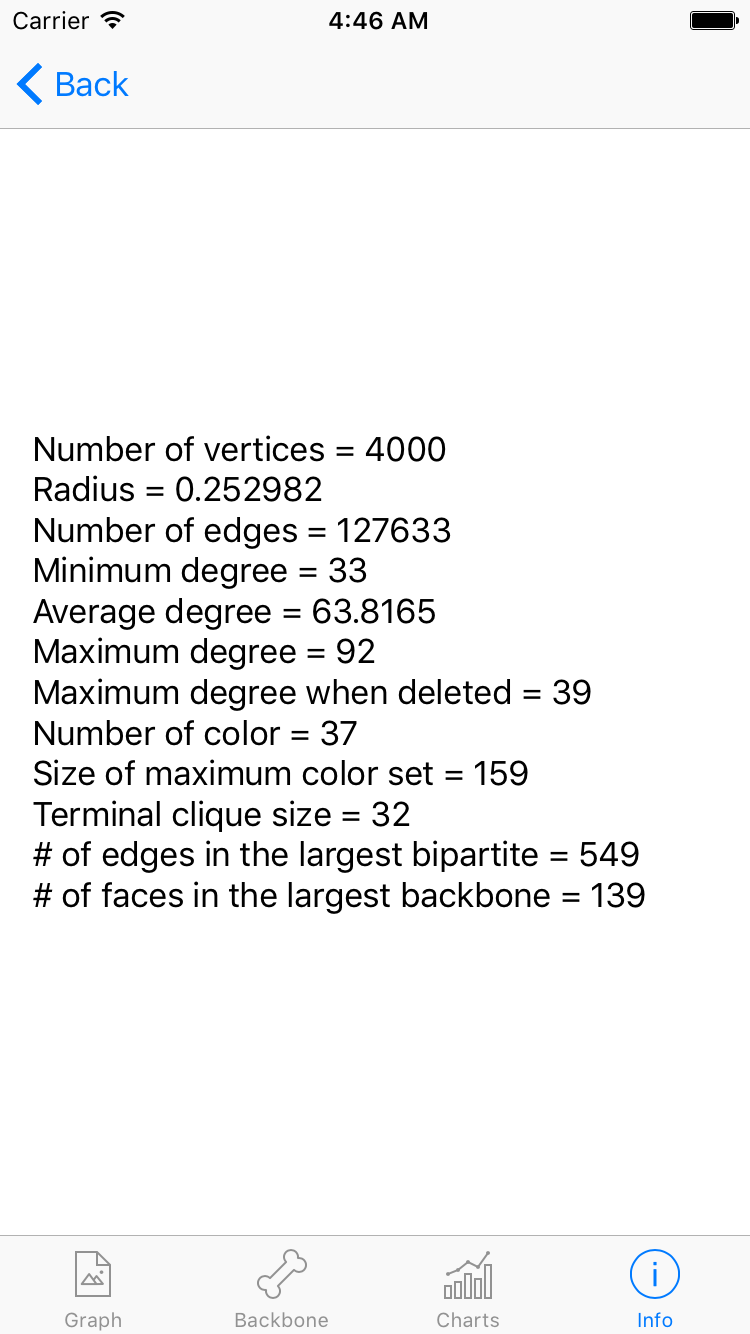 Carrier 4:46 AM
Back
Number of vertices = 4000
Radius = 0.252982
Number of edges = 127633
Minimum degree = 33
Average degree = 63.8165
Maximum degree = 92
Maximum degree when deleted = 39
Number of color = 37
Size of maximum color set = 159
Terminal clique size = 32
# of edges in the largest bipartite = 549
# of faces in the largest backbone = 139
Graph Backbone Charts Info